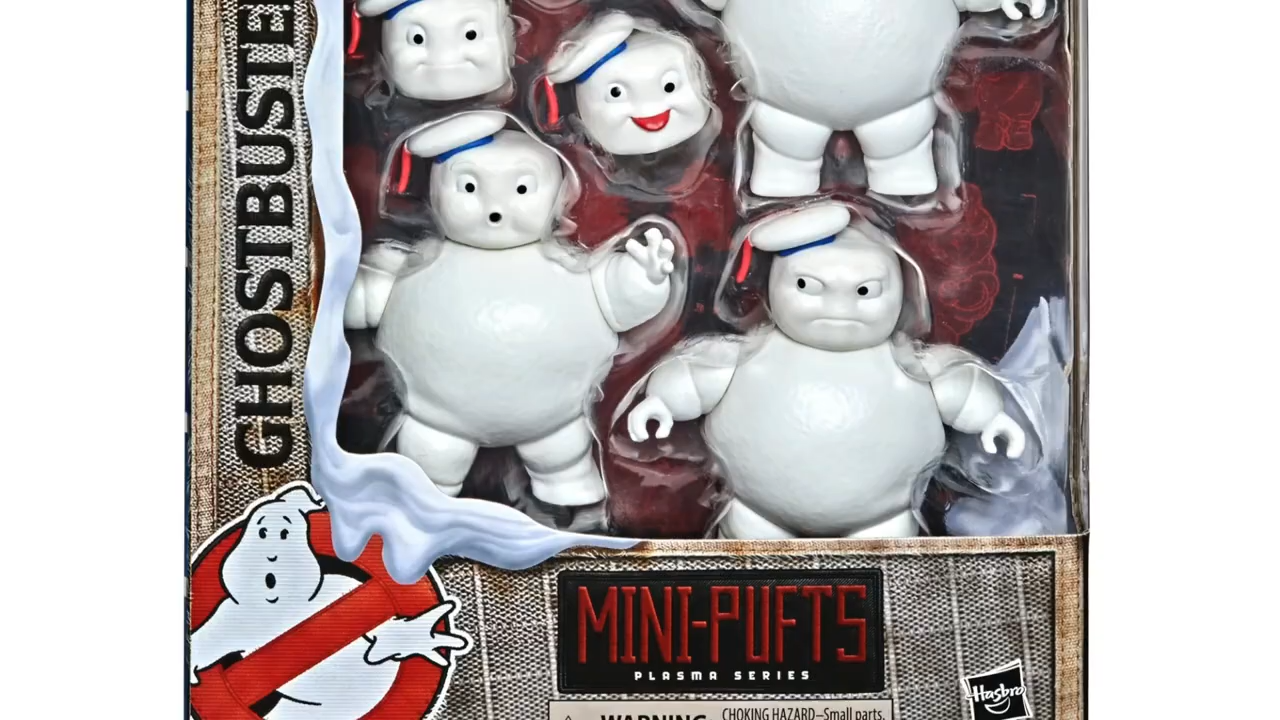 GHOSTBUSTE
MINI-PUFTS
PLASMA SERIES
Hasbro
WARNING
CHOKING HAZARD–Small parts.